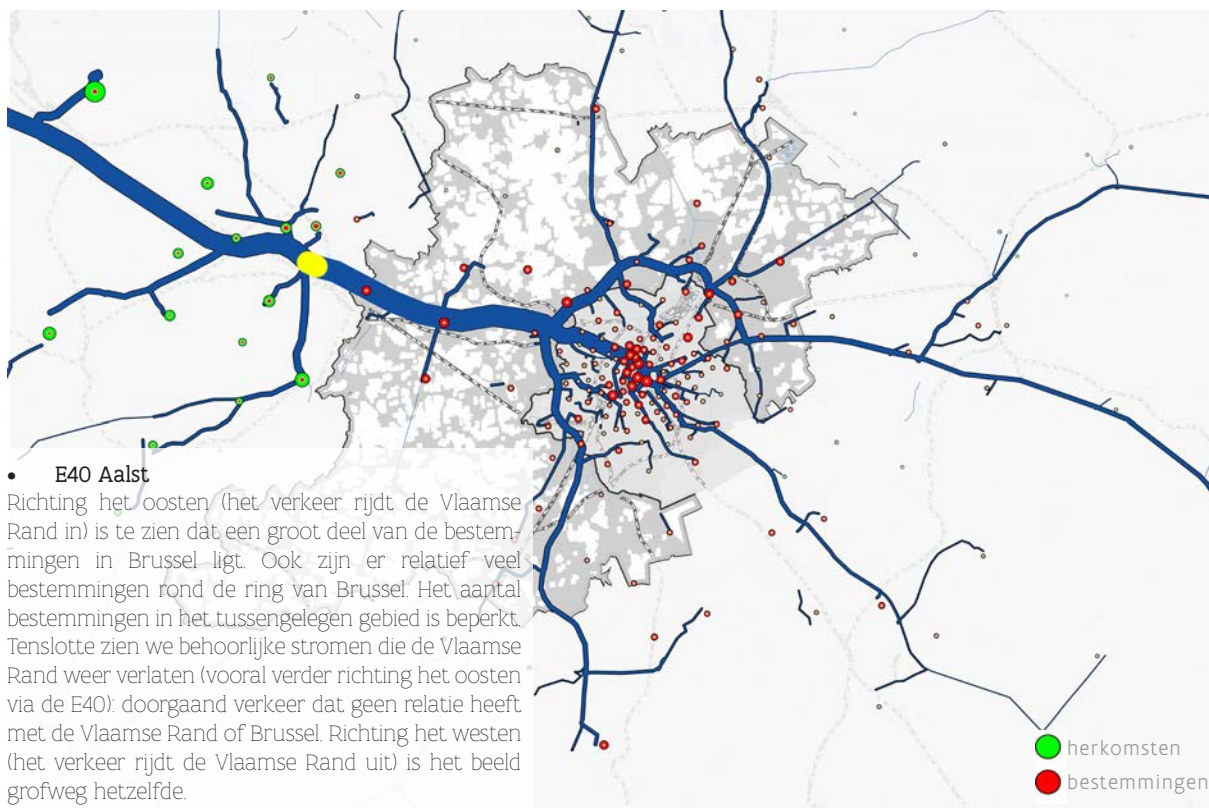 • E40 Aalst
Richting het oosten (het verkeer rijdt de Vlaamse
Rand in) is te zien dat een groot deel van de bestem-
mingen in Brussel ligt. Ook zijn er relatief veel
bestemmingen rond de ring van Brussel. Het aantal
bestemmingen in het tussengelegen gebied is beperkt.
Tenslotte zien we behoorlijke stromen die de Vlaamse
Rand weer verlaten (vooral verder richting het oosten
via de E40): doorgaand verkeer dat geen relatie heeft
met de Vlaamse Rand of Brussel. Richting het westen
(het verkeer rijdt de Vlaamse Rand uit) is het beeld
grofweg hetzelfde.
herkomsten
bestemmingen